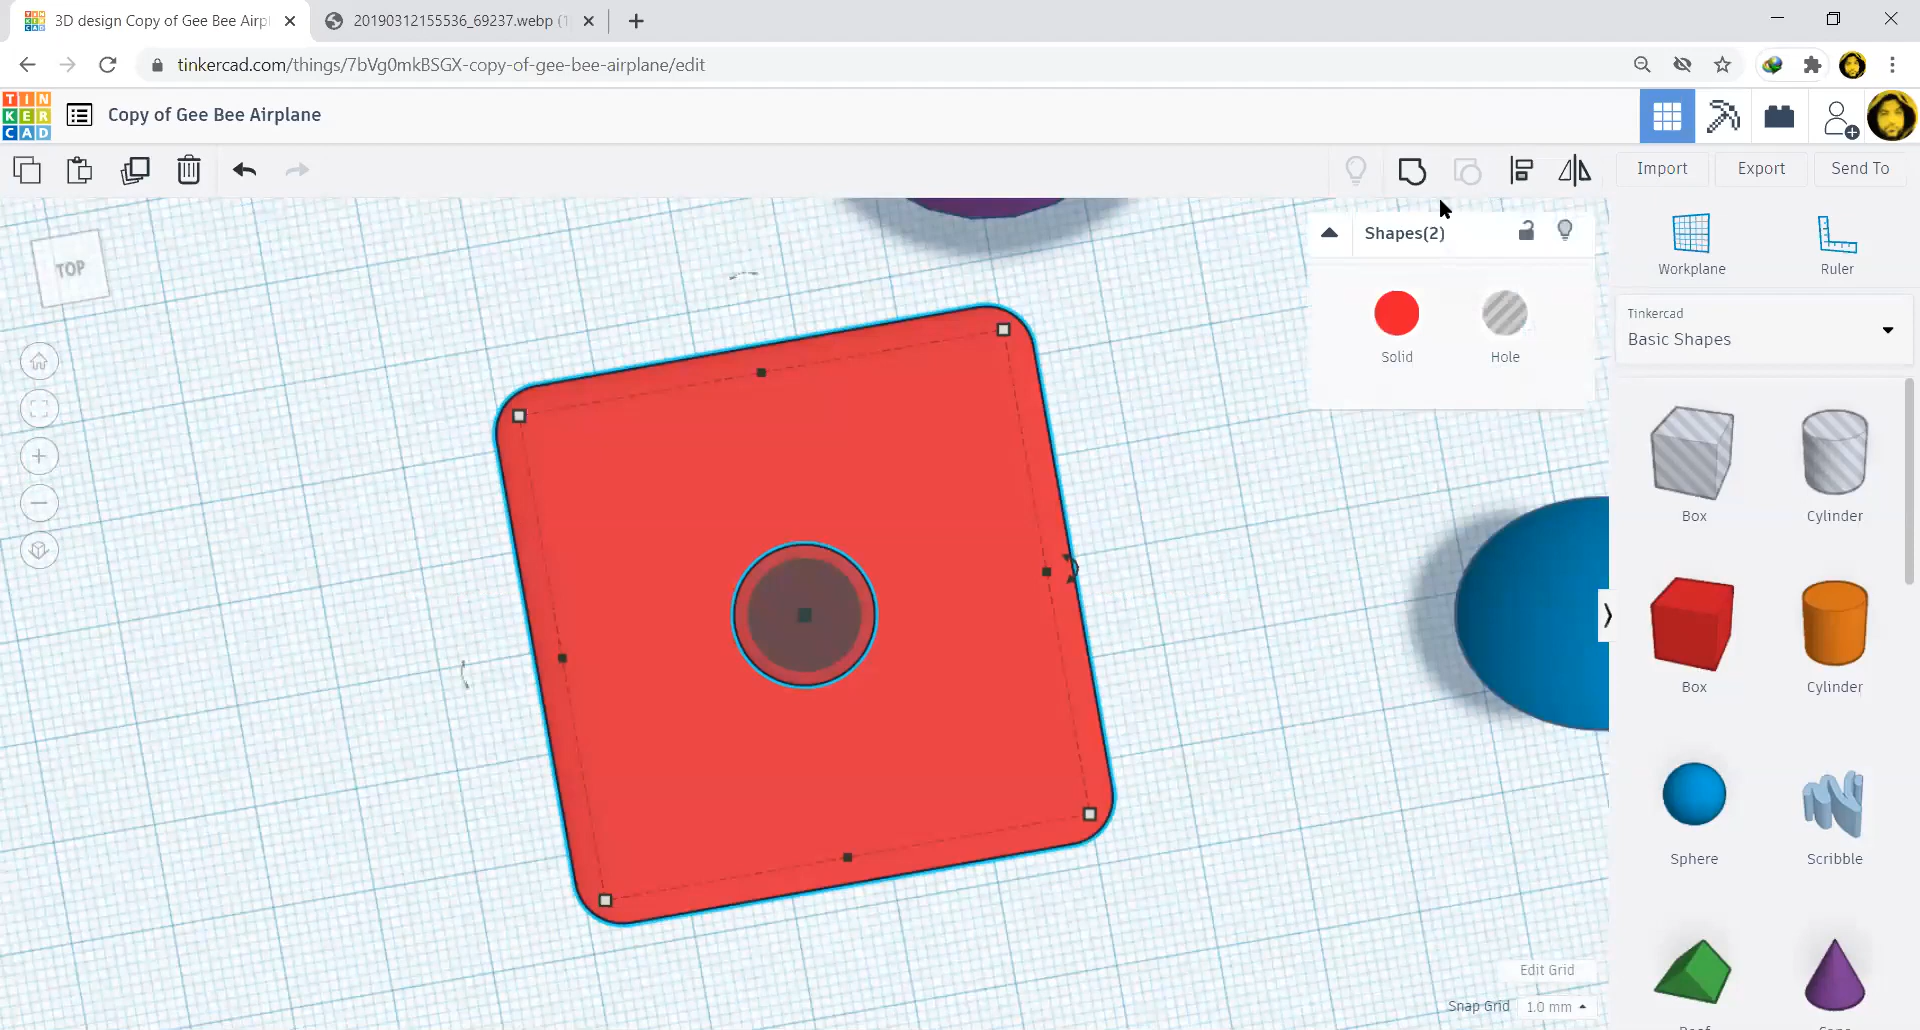 3D design Copy of Gee Bee Airpl
20190312155536_69237.webp (1
tinkercad.com/things/7bVg0mkBSGX-copy-of-gee-bee-airplane/edit
TIN
KER
CAD
Copy of Gee Bee Airplane
Import
Export
Send To
TOP
Shapes(2)
Solid
Hole
Workplane
Ruler
Tinkercad
Basic Shapes
Box
Cylinder
Box
Cylinder
Sphere
Scribble
Edit Grid
Snap Grid 1.0 mm